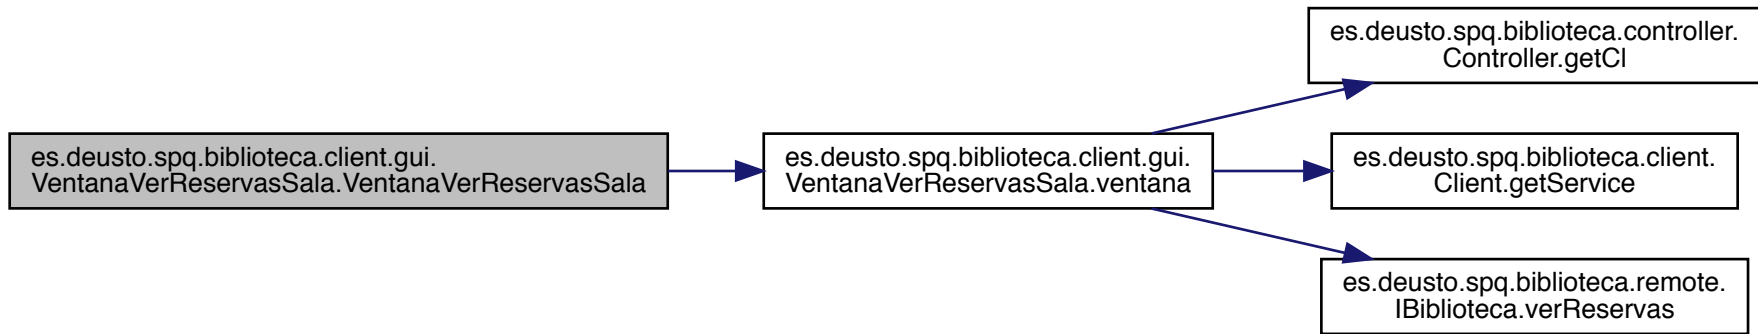 es.deusto.spq.biblioteca.client.gui.
VentanaVerReservasSala.VentanaVerReservasSala
es.deusto.spq.biblioteca.client.gui.
VentanaVerReservasSala.ventana
es.deusto.spq.biblioteca.controller.
Controller.getCl
es.deusto.spq.biblioteca.client.
Client.getService
es.deusto.spq.biblioteca.remote.
IBiblioteca.verReservas